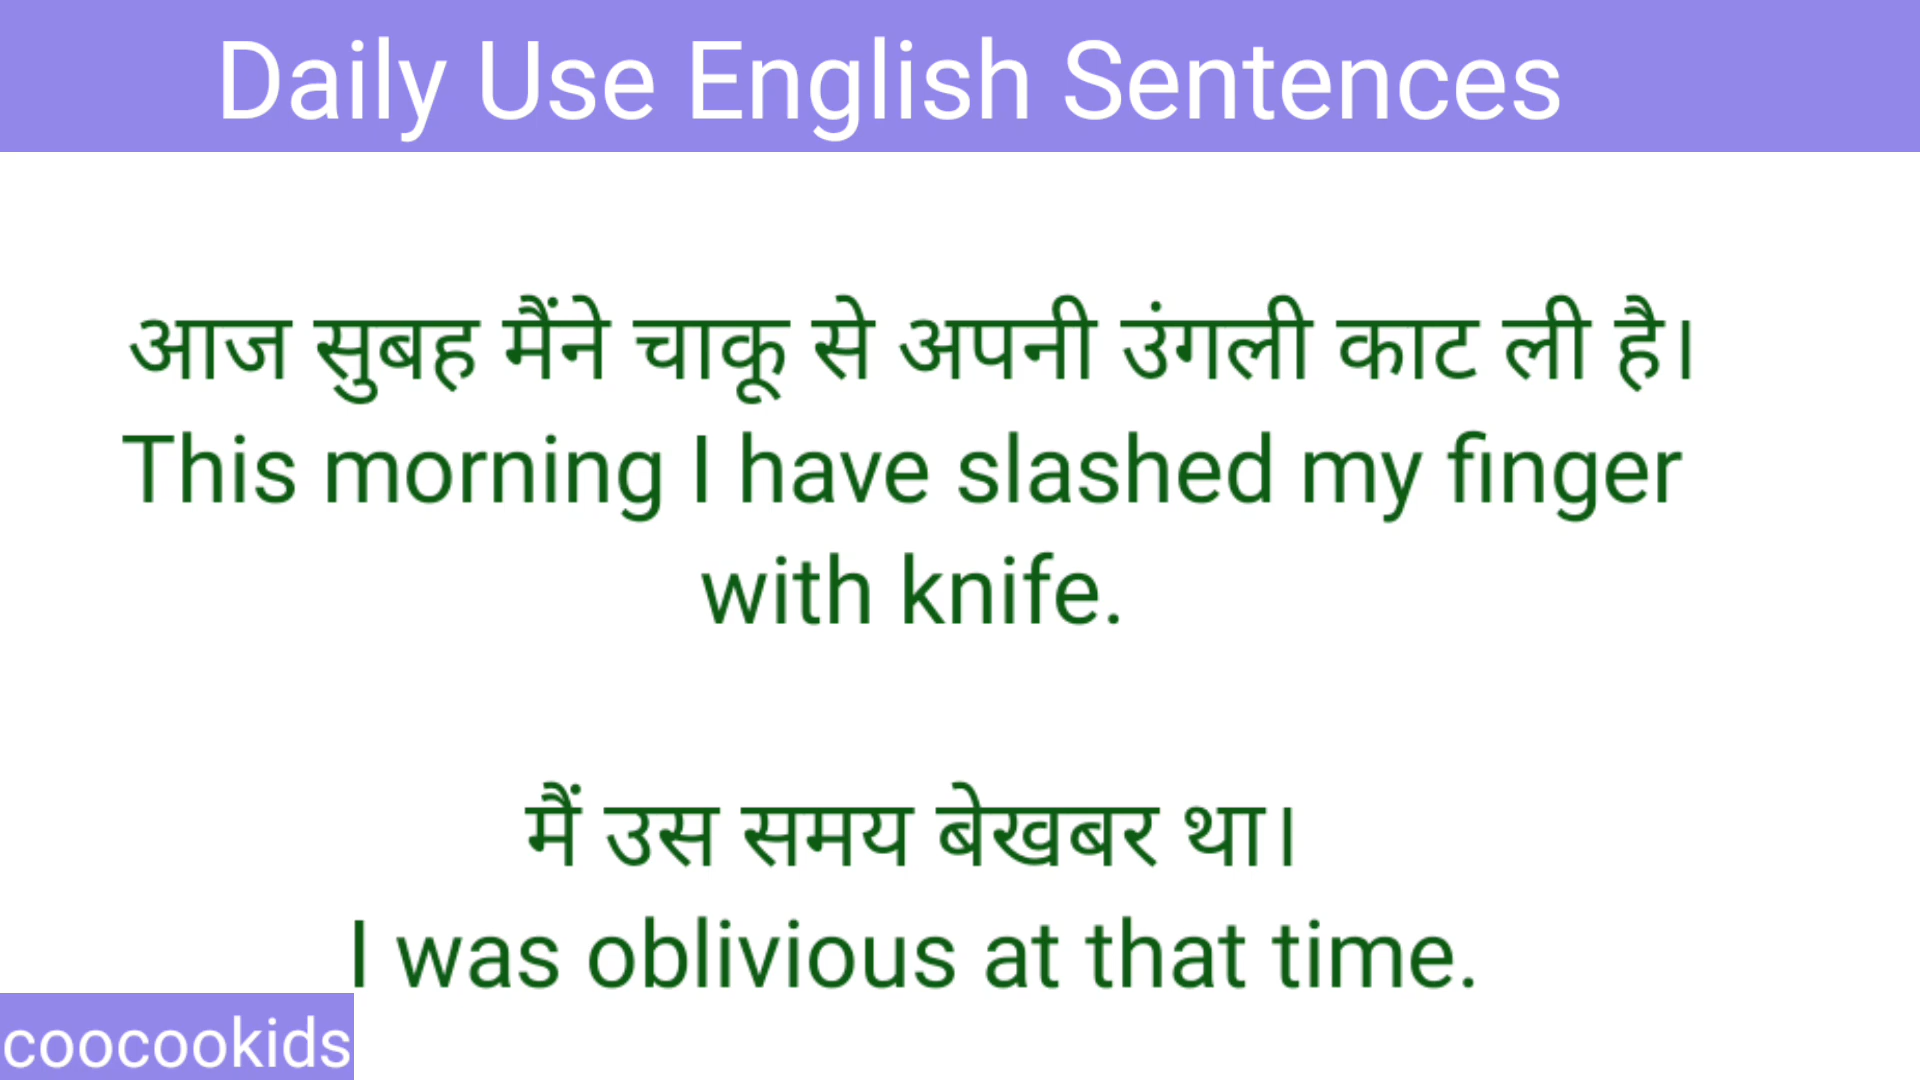 Daily Use English Sentences
आज सुबह मैंने चाकू से अपनी उंगली काट ली है।
This morning I have slashed my finger
with knife.
मैं उस समय बेखबर था।
I was oblivious at that time.
coocookids